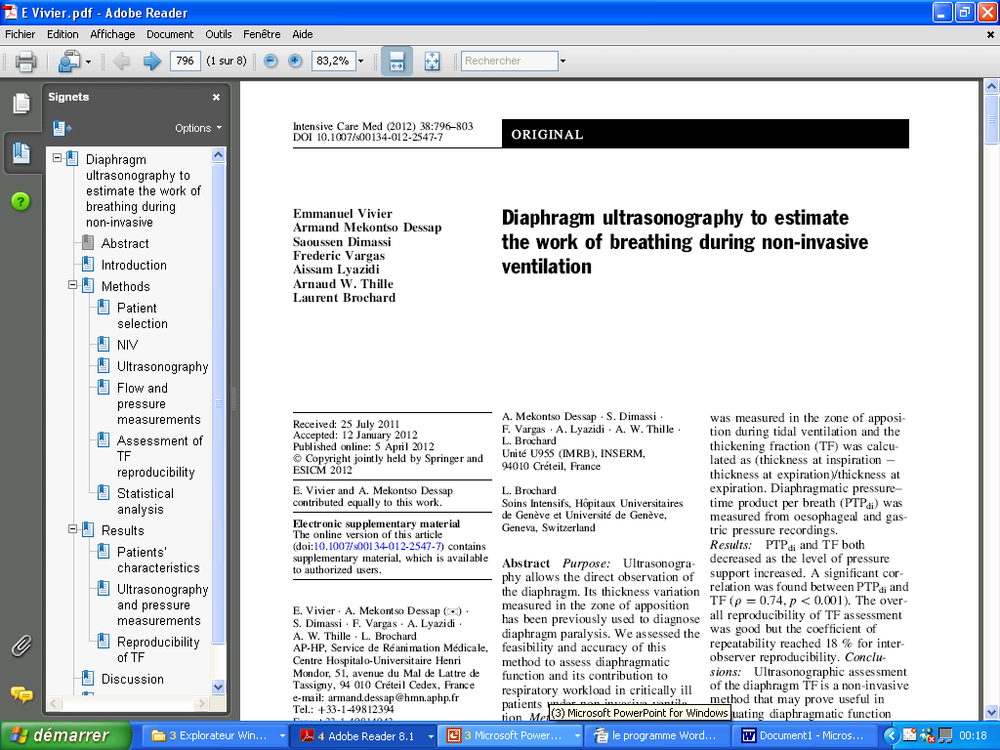 E Vivier.pdf - Adobe Reader
Fichier Edition Affichage Document Outils Fenêtre Aide
796 (1 sur 8) 83,2% Rechercher
Signets
Options
Diaphragm
ultrasonography to
estimate the work of
breathing during
non-invasive
Abstract
Introduction
Methods
Patient
selection
NIV
Ultrasonography
Flow and
pressure
measurements
Assessment of
TF
reproducibility
Statistical
analysis
Results
Patients'
characteristics
Ultrasonography
and pressure
measurements
Reproducibility
of TF
Discussion
Intensive Care Med (2012) 38:796–803
DOI 10.1007/s00134-012-2547-7
ORIGINAL
Emmanuel Vivier
Armand Mekontso Dessap
Saoussen Dimassi
Frederic Vargas
Aissam Lyazidi
Arnaud W. Thille
Laurent Brochard
Diaphragm ultrasonography to estimate
the work of breathing during non-invasive
ventilation
Received: 25 July 2011
Accepted: 12 January 2012
Published online: 5 April 2012
© Copyright jointly held by Springer and
ESICM 2012
E. Vivier and A. Mekontso Dessap
contributed equally to this work.
Electronic supplementary material
The online version of this article
(doi:10.1007/s00134-012-2547-7) contains
supplementary material, which is available
to authorized users.
E. Vivier · A. Mekontso Dessap (✉) ·
S. Dimassi · F. Vargas · A. Lyazidi ·
A. W. Thille · L. Brochard
AP-HP, Service de Réanimation Médicale,
Centre Hospitalo-Universitaire Henri
Mondor, 51, avenue du Mal de Lattre de
Tassigny, 94 010 Créteil Cedex, France
e-mail: armand.dessap@hmn.aphp.fr
Tel.: +33-1-49812394
A. Mekontso Dessap · S. Dimassi ·
F. Vargas · A. Lyazidi · A. W. Thille ·
L. Brochard
Unité U955 (IMRB), INSERM,
94010 Créteil, France
L. Brochard
Soins Intensifs, Hôpitaux Universitaires
de Genève et Université de Genève,
Geneva, Switzerland
Abstract Purpose: Ultrasonogra-
phy allows the direct observation of
the diaphragm. Its thickness variation
measured in the zone of apposition
has been previously used to diagnose
diaphragm paralysis. We assessed the
feasibility and accuracy of this
method to assess diaphragmatic
function and its contribution to
respiratory workload in critically ill
patients under non-invasive ventila-
tion.
was measured in the zone of apposi-
tion during tidal ventilation and the
thickening fraction (TF) was calcu-
lated as (thickness at inspiration −
thickness at expiration)/thickness at
expiration. Diaphragmatic pressure–
time product per breath (PTPdi) was
measured from oesophageal and gas-
tric pressure recordings.
Results: PTPdi and TF both
decreased as the level of pressure
support increased. A significant cor-
relation was found between PTPdi and
TF (ρ = 0.74, p < 0.001). The over-
all reproducibility of TF assessment
was good but the coefficient of
repeatability reached 18 % for inter-
observer reproducibility. Conclu-
sions: Ultrasonographic assessment
of the diaphragm TF is a non-invasive
method that may prove useful in
uating diaphragmatic function
(3) Microsoft PowerPoint for Windows
démarrer 3 Explorateur Win... 4 Adobe Reader 8.1 3 Microsoft Power... le programme Word... Document1 - Micros... 00:18